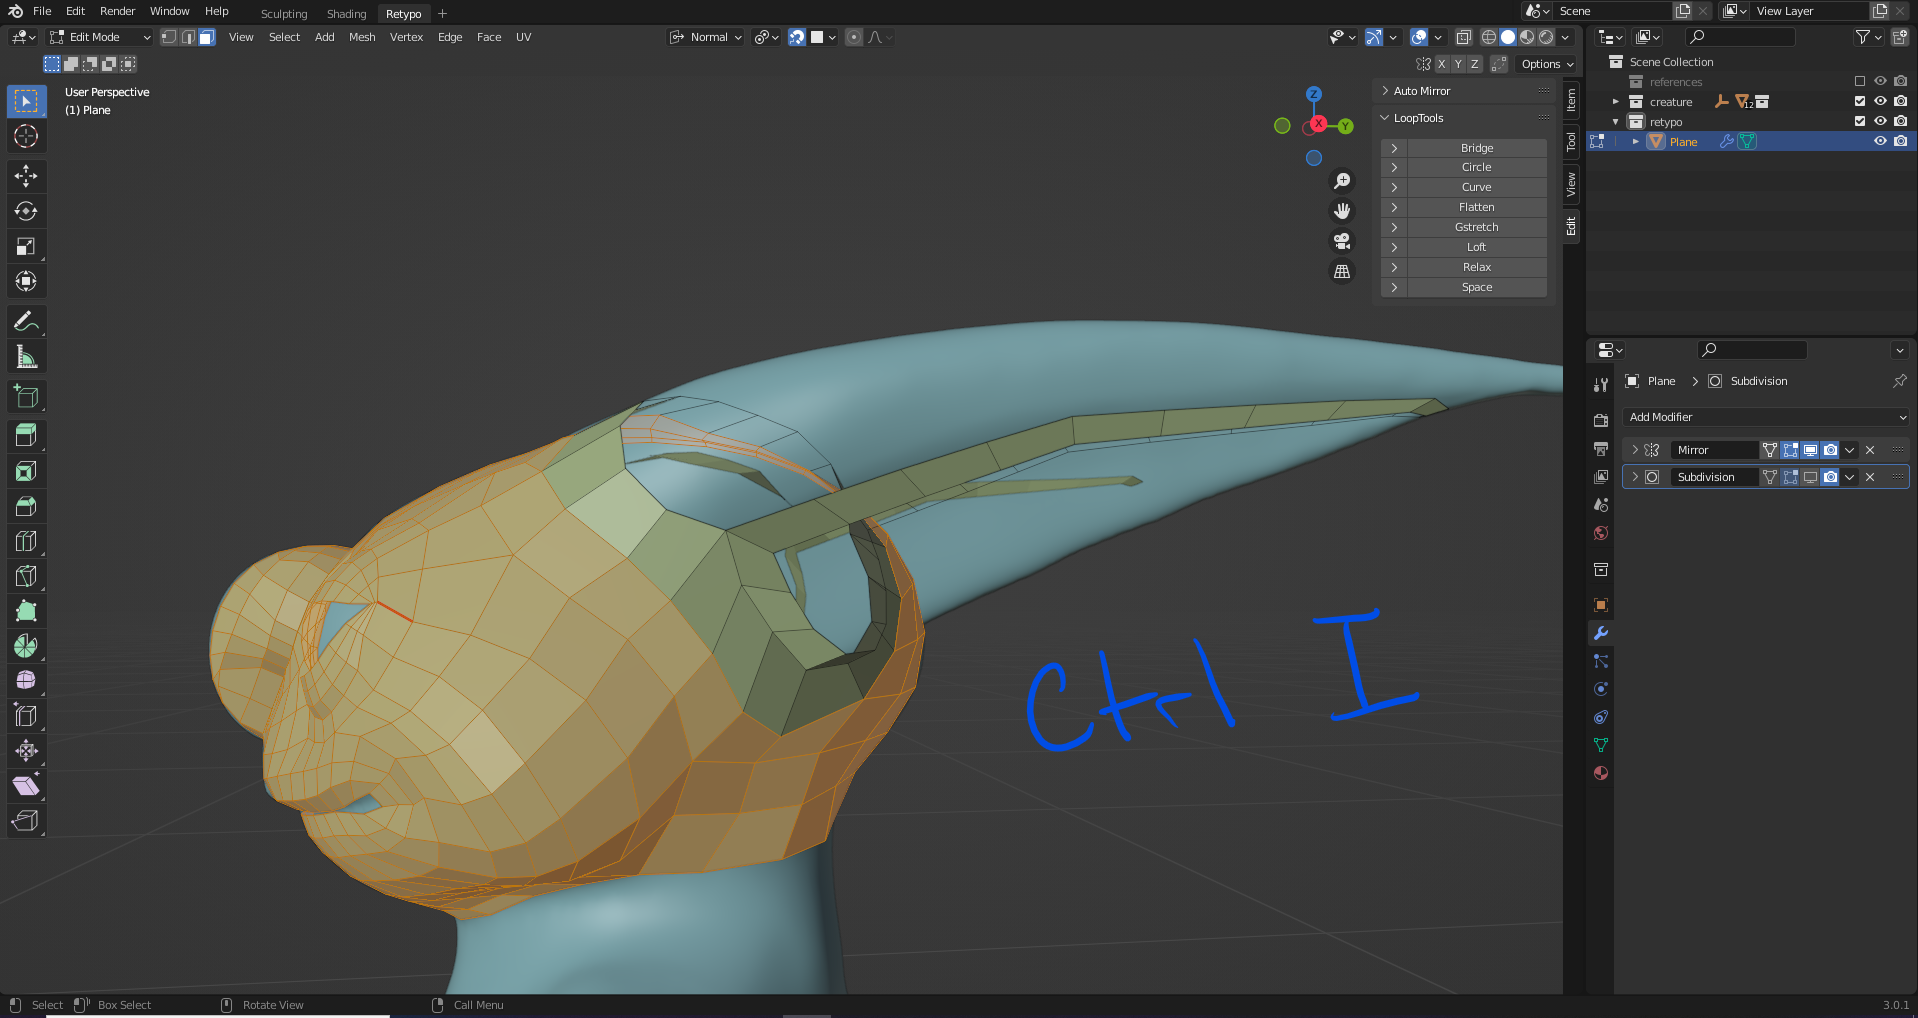 File Edit Render Window Help Sculpting Shading Retypo + Scene View Layer
Edit Mode View Select Add Mesh Vertex Edge Face UV Normal
X Y Z Options
User Perspective
(1) Plane
Z
X
Y
Auto Mirror
LoopTools
Bridge
Circle
Curve
Flatten
Gstretch
Loft
Relax
Space
Item
Tool
View
Edit
Scene Collection
references
creature 12
retypo
Plane
Plane > Subdivision
Add Modifier
Mirror
Subdivision
Ctrl I
Select Box Select Rotate View Call Menu 3.0.1